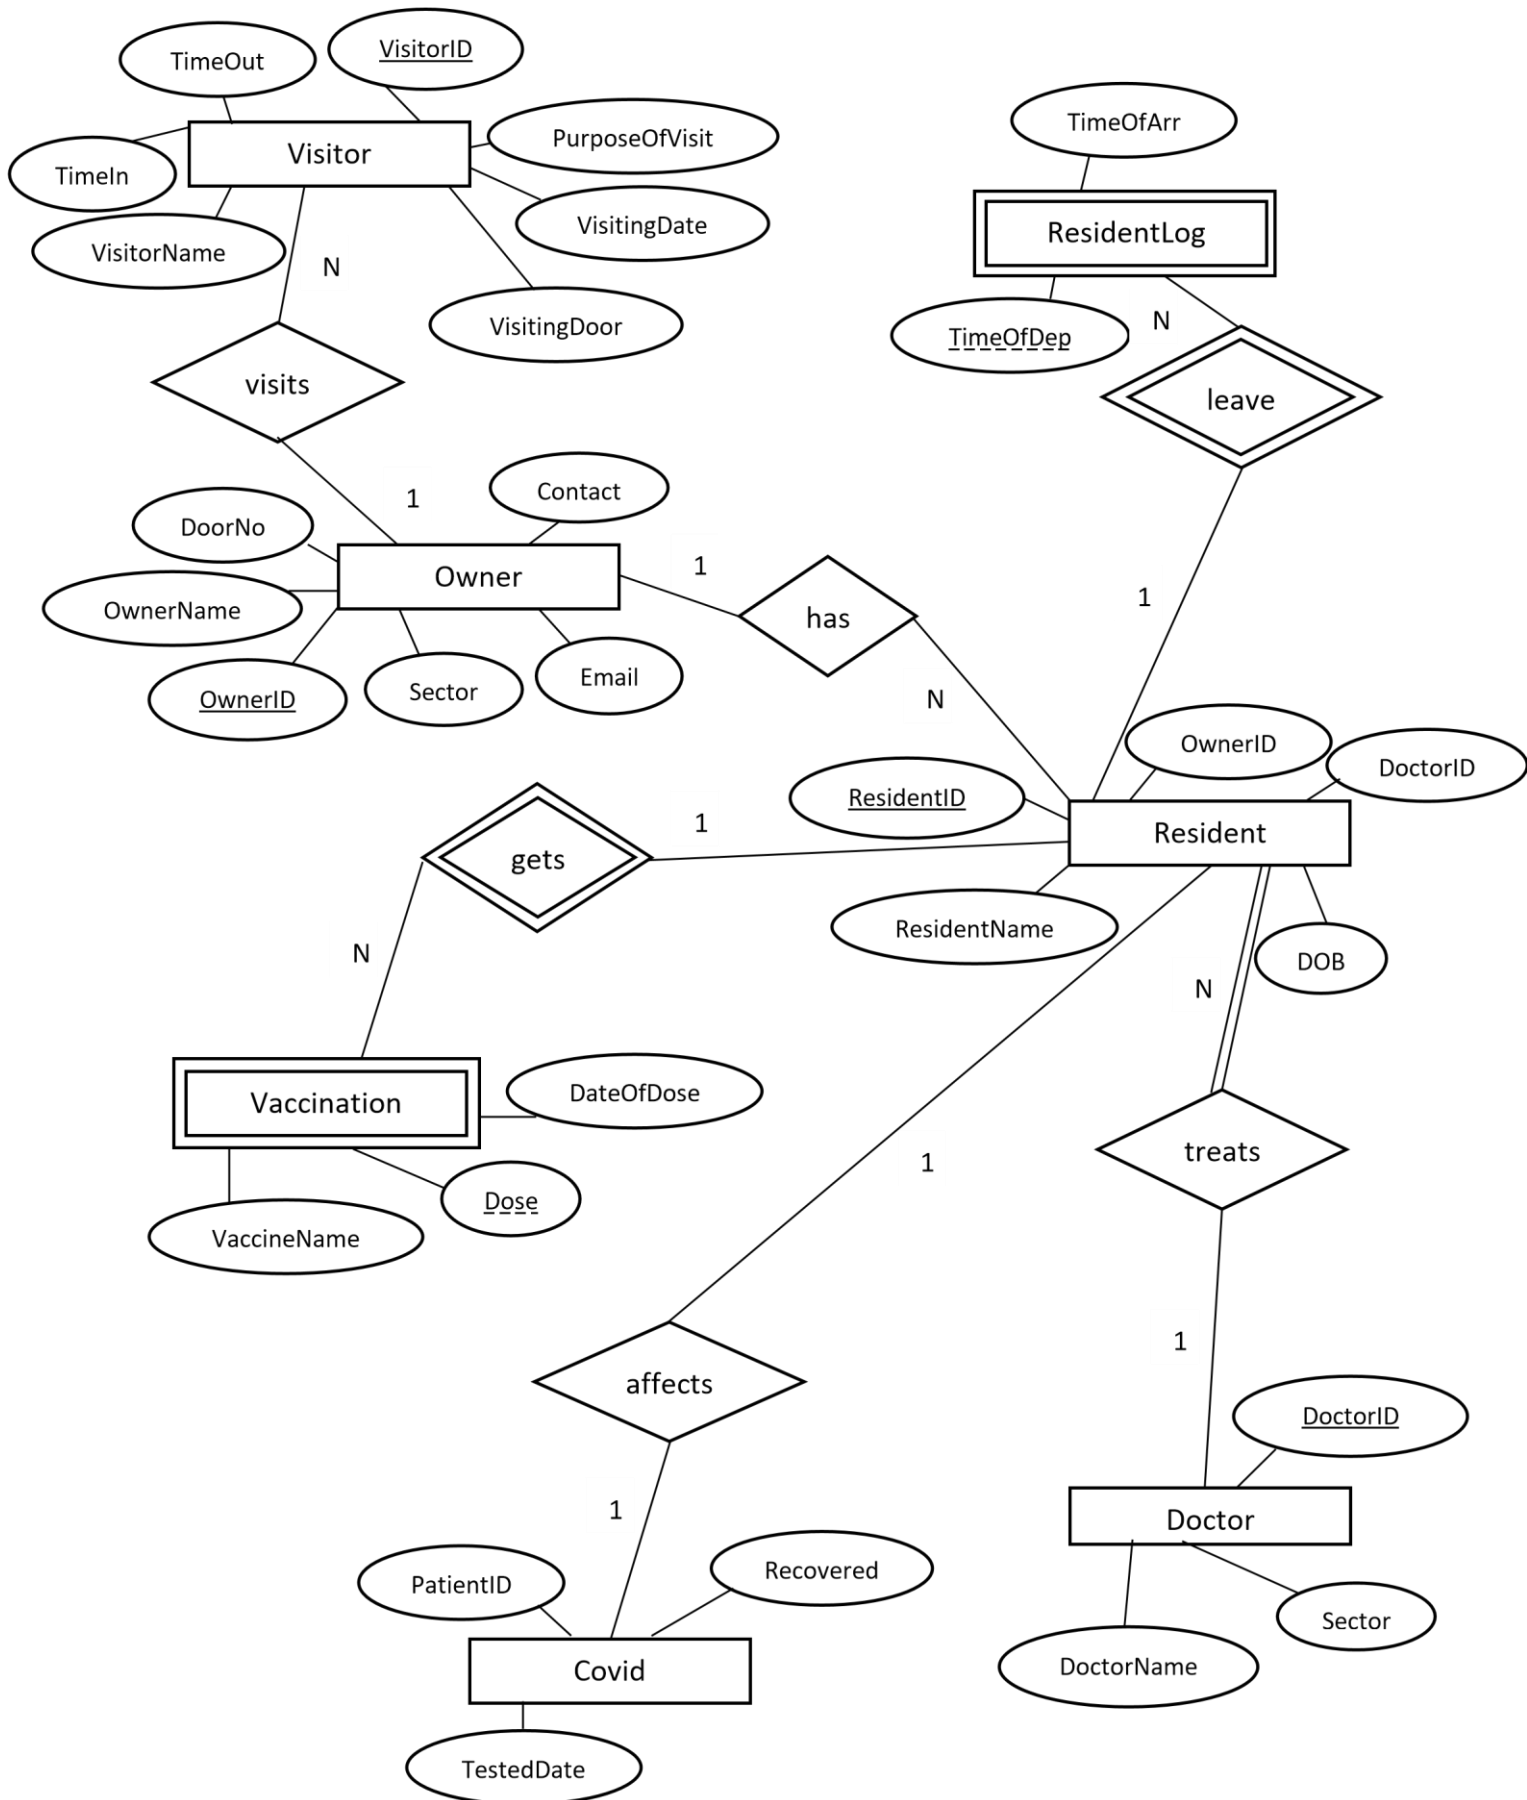 TimeOut
VisitorID
TimeIn
Visitor
PurposeOfVisit
VisitorName
VisitingDate
N
VisitingDoor
visits
TimeOfArr
ResidentLog
TimeOfDep
N
leave
1
1
Contact
DoorNo
Owner
OwnerName
OwnerID
Sector
Email
1
has
N
OwnerID
DoctorID
ResidentID
Resident
ResidentName
DOB
1
gets
N
Vaccination
DateOfDose
Dose
VaccineName
N
treats
1
1
affects
1
DoctorID
Doctor
DoctorName
Sector
PatientID
Recovered
Covid
TestedDate